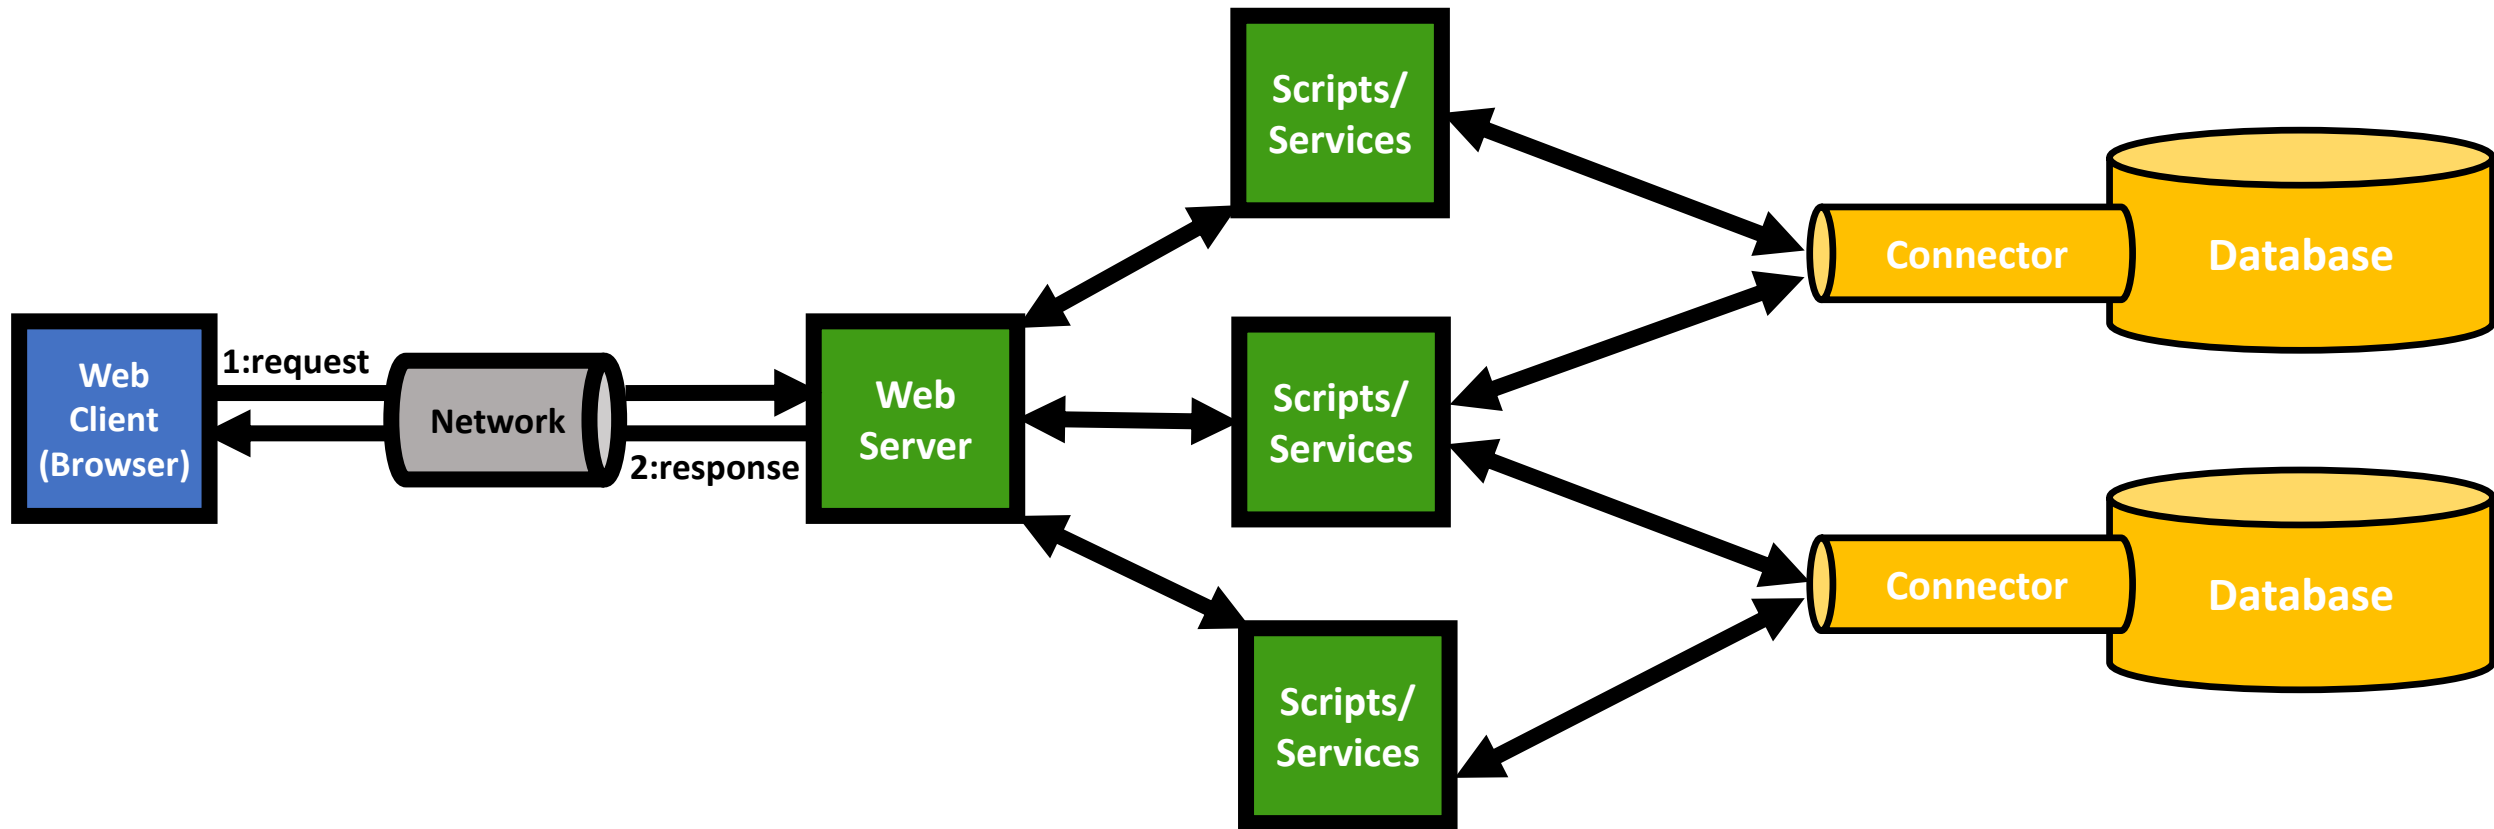 Web
Client
(Browser)
1:request
Network
2:response
Web
Server
Scripts/
Services
Scripts/
Services
Scripts/
Services
Connector
Database
Connector
Database